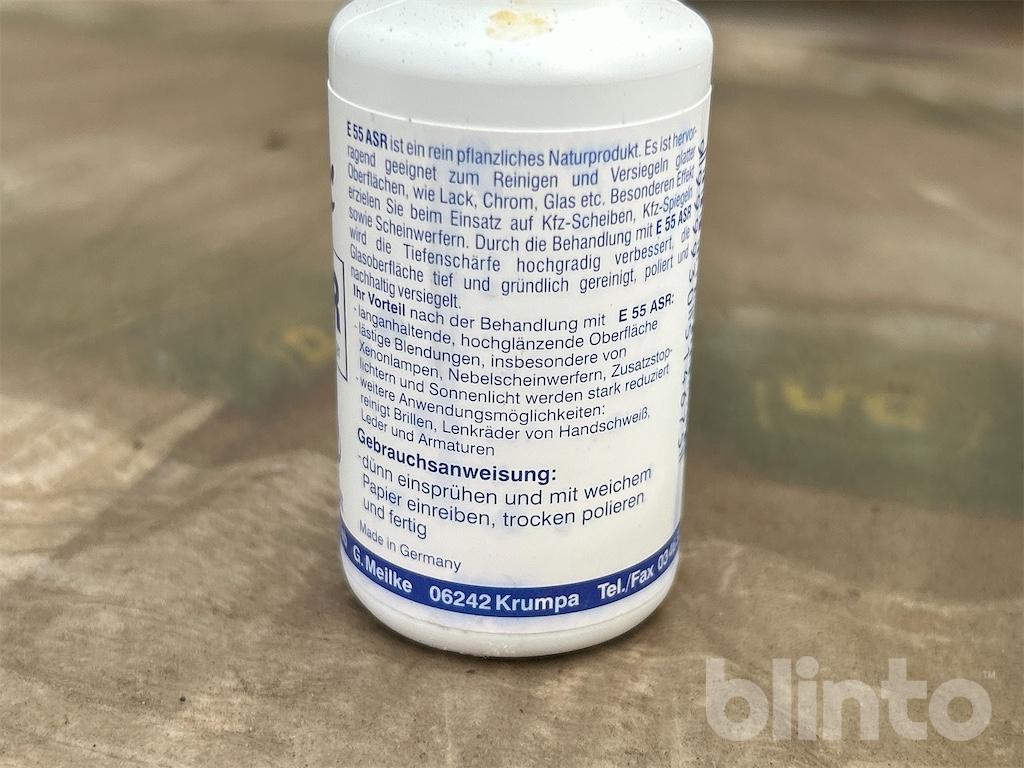 E 55 ASR ist ein rein pflanzliches Naturprodukt. Es ist hervor-
ragend geeignet zum Reinigen und Versiegeln glatter
Oberflächen, wie Lack, Chrom, Glas etc. Besonderen Effekt
erzielen Sie beim Einsatz auf Kfz-Scheiben, Kfz-Spiegeln
sowie Scheinwerfern. Durch die Behandlung mit E 55 ASR
wird die Tiefenschärfe hochgradig verbessert, die
Glasoberfläche tief und gründlich gereinigt, poliert und
nachhaltig versiegelt.
Ihr Vorteil nach der Behandlung mit E 55 ASR:
- langanhaltende, hochglänzende Oberfläche
- lästige Blendungen, insbesondere von
Xenonlampen, Nebelscheinwerfern, Zusatzstop-
lichtern und Sonnenlicht werden stark reduziert
- weitere Anwendungsmöglichkeiten:
reinigt Brillen, Lenkräder von Handschweiß,
Leder und Armaturen
Gebrauchsanweisung:
- dünn einsprühen und mit weichem
Papier einreiben, trocken polieren
und fertig
Made in Germany
G. Meilke 06242 Krumpa Tel./Fax
blinto™